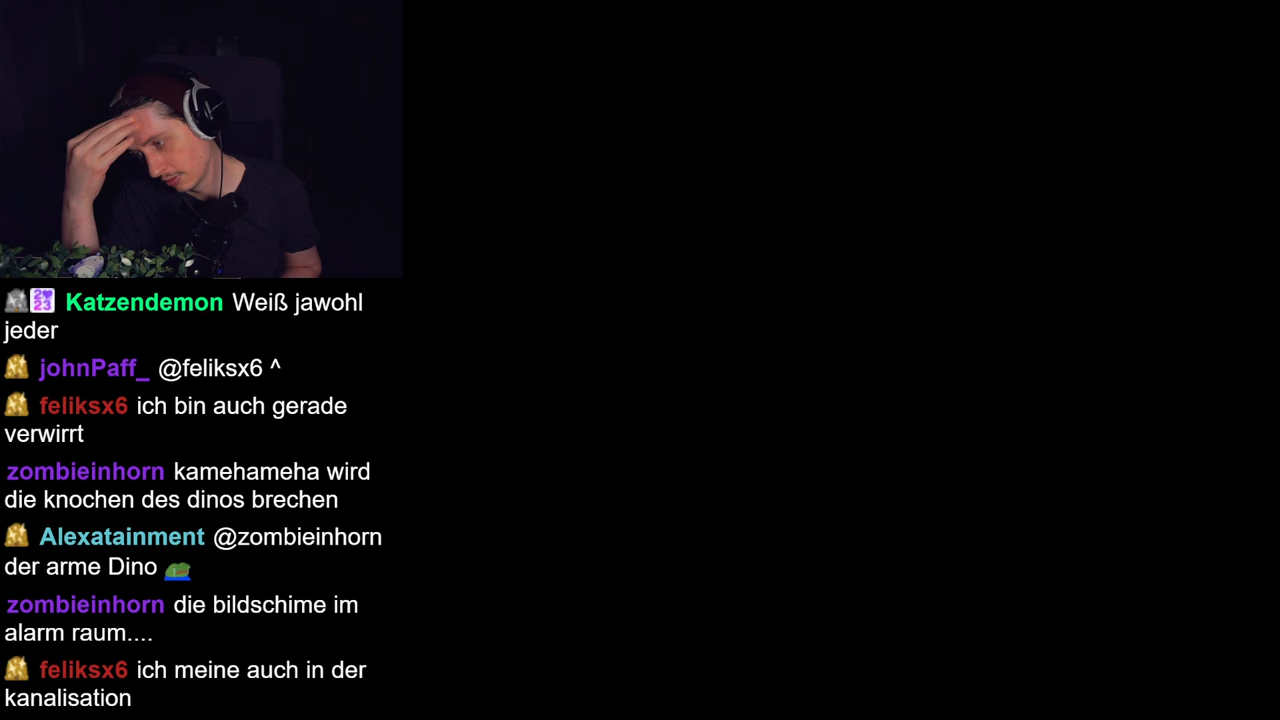 2023 Katzendemon Weiß jawohl
jeder
johnPaff_ @feliksx6 ^
feliksx6 ich bin auch gerade
verwirrt
zombieinhorn kamehameha wird
die knochen des dinos brechen
Alexatainment @zombieinhorn
der arme Dino
zombieinhorn die bildschime im
alarm raum....
feliksx6 ich meine auch in der
kanalisation